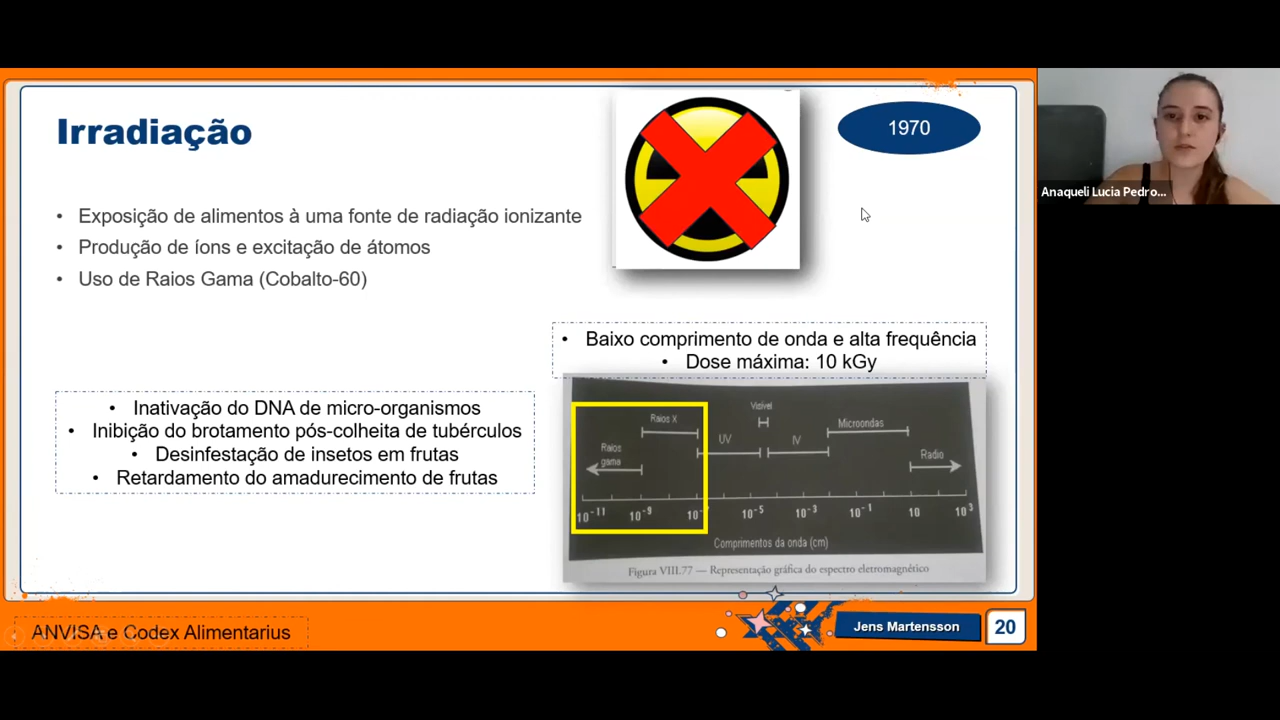 Irradiação
1970
Anaqueli Lucia Pedro...
• Exposição de alimentos à uma fonte de radiação ionizante
• Produção de íons e excitação de átomos
• Uso de Raios Gama (Cobalto-60)
• Baixo comprimento de onda e alta frequência
• Dose máxima: 10 kGy
• Inativação do DNA de micro-organismos
• Inibição do brotamento pós-colheita de tubérculos
• Desinfestação de insetos em frutas
• Retardamento do amadurecimento de frutas
Visível
Raios X
Microondas
UV
IV
Raios
gama
Radio
10⁻¹¹ 10⁻⁹ 10⁻ 10⁻⁵ 10⁻³ 10⁻¹ 10 10³
Comprimentos da onda (cm)
Figura VIII.77 — Representação gráfica do espectro eletromagnético
ANVISA e Codex Alimentarius
Jens Martensson
20